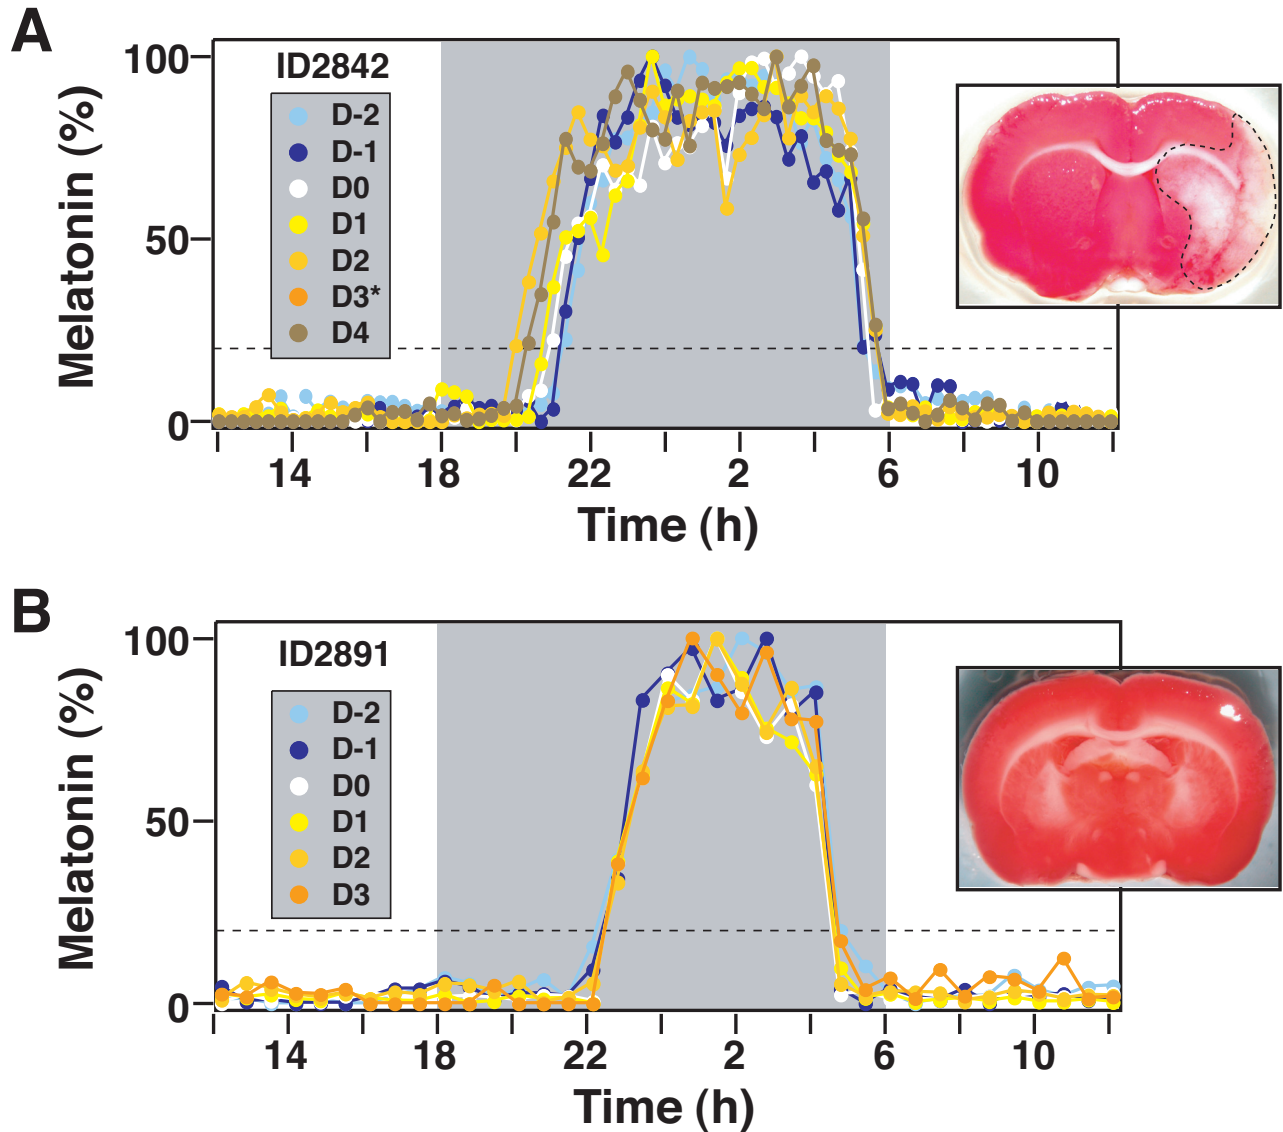 A
ID2842
D-2
D-1
D0
D1
D2
D3*
D4
Melatonin (%)
100
50
0
14 18 22 2 6 10
Time (h)
B
ID2891
D-2
D-1
D0
D1
D2
D3
Melatonin (%)
100
50
0
14 18 22 2 6 10
Time (h)